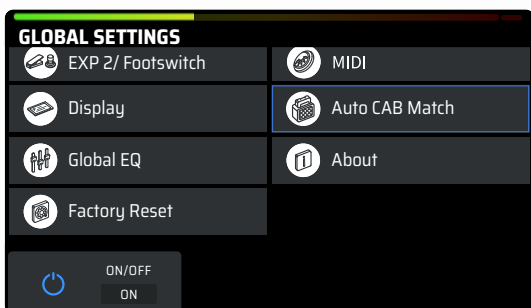 GLOBAL SETTINGS
EXP 2/ Footswitch
MIDI
Display
Auto CAB Match
Global EQ
About
Factory Reset
ON/OFF
ON